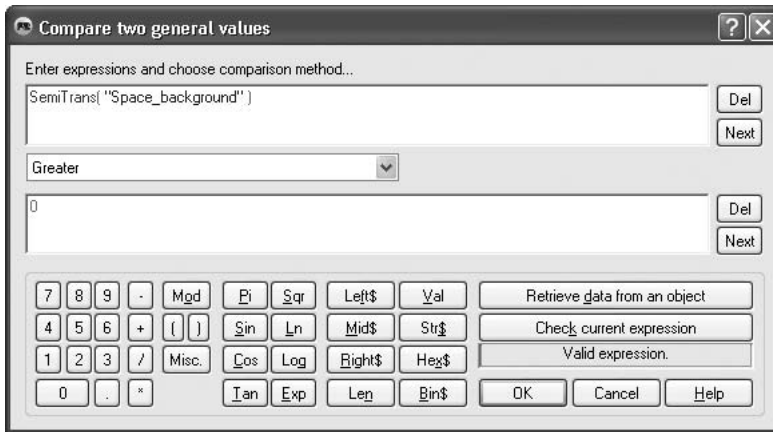 Compare two general values
Enter expressions and choose comparison method...
SemiTrans( "Space_background" )
Del
Next
Greater
0
Del
Next
7 8 9 - Mod Pi Sqr Left$ Val Retrieve data from an object
4 5 6 + ( ) Sin Ln Mid$ Str$ Check current expression
1 2 3 / Misc. Cos Log Right$ Hex$ Valid expression.
0 . * Tan Exp Len Bin$ OK Cancel Help